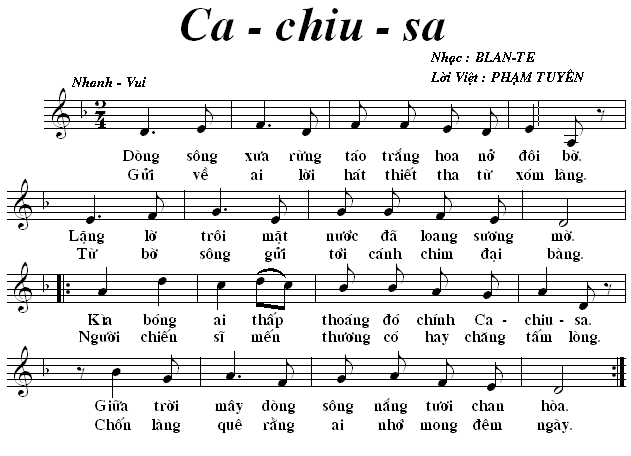 Ca - chiu - sa
Nhạc : BLAN-TE
Lời Việt : PHẠM TUYÊN
Nhanh - Vui
2
4
Dòng sông xưa rừng táo trắng hoa nở đôi bờ.
Gửi về ai lời hát thiết tha từ xóm làng.
Lặng lờ trôi mặt nước đã loang sương mờ.
Từ bờ sông gửi tới cánh chim đại bàng.
Kìa bóng ai thấp thoáng đó chính Ca - chiu - sa.
Người chiến sĩ mến thương có hay chăng tấm lòng.
Giữa trời mây dòng sông nắng tươi chan hòa.
Chốn làng quê rằng ai nhớ mong đêm ngày.